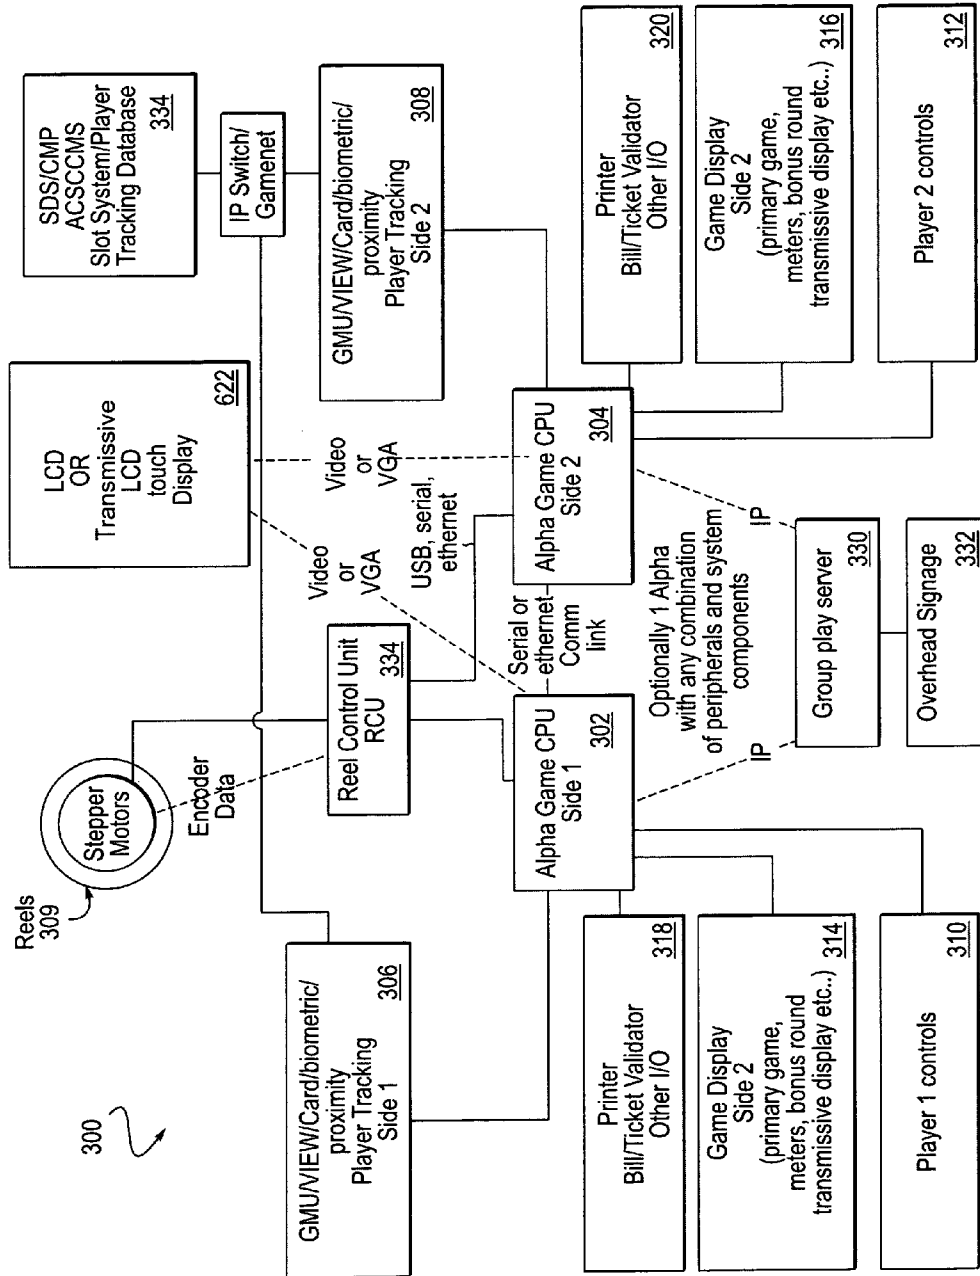 300
Reels
309
Stepper
Motors
Encoder
Data
LCD
OR
Transmissive
LCD
touch
Display
622
SDS/CMP
ACSCCMS
Slot System/Player
Tracking Database
334
IP Switch/
Gamenet
GMU/VIEW/Card/biometric/
proximity
Player Tracking
Side 1
306
Reel Control Unit
RCU
334
Video
or
VGA
Video
or
VGA
USB, serial,
ethernet
GMU/VIEW/Card/biometric/
proximity
Player Tracking
Side 2
308
Alpha Game CPU
Side 1
302
Serial or
ethernet
Comm
link
Alpha Game CPU
Side 2
304
Optionally 1 Alpha
with any combination
of peripherals and system
components
IP
IP
Printer
Bill/Ticket Validator
Other I/O
318
Game Display
Side 2
(primary game,
meters, bonus round
transmissive display etc..)
314
Player 1 controls
310
Group play server
330
Overhead Signage
332
Printer
Bill/Ticket Validator
Other I/O
320
Game Display
Side 2
(primary game,
meters, bonus round
transmissive display etc..)
316
Player 2 controls
312